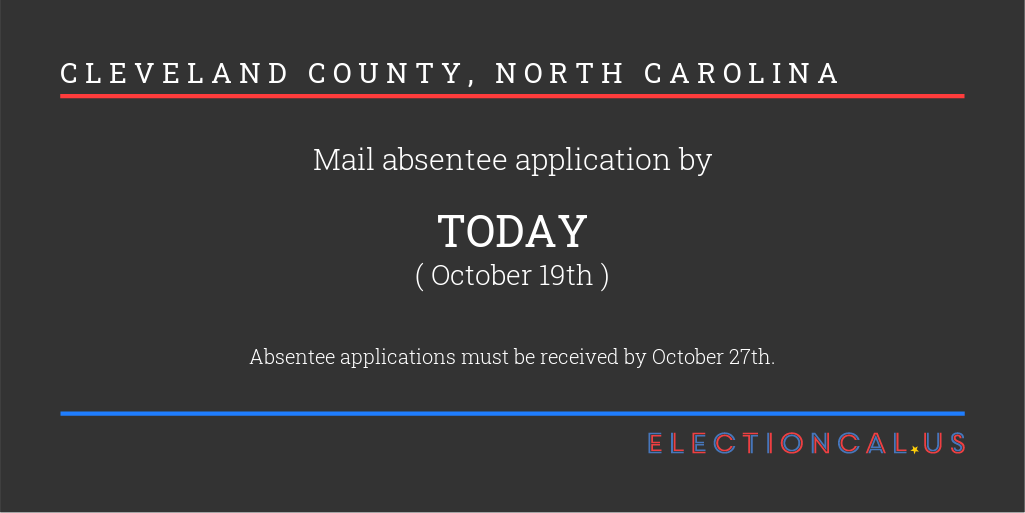 CLEVELAND COUNTY, NORTH CAROLINA
Mail absentee application by
TODAY
( October 19th )
Absentee applications must be received by October 27th.
ELECTIONCAL.US